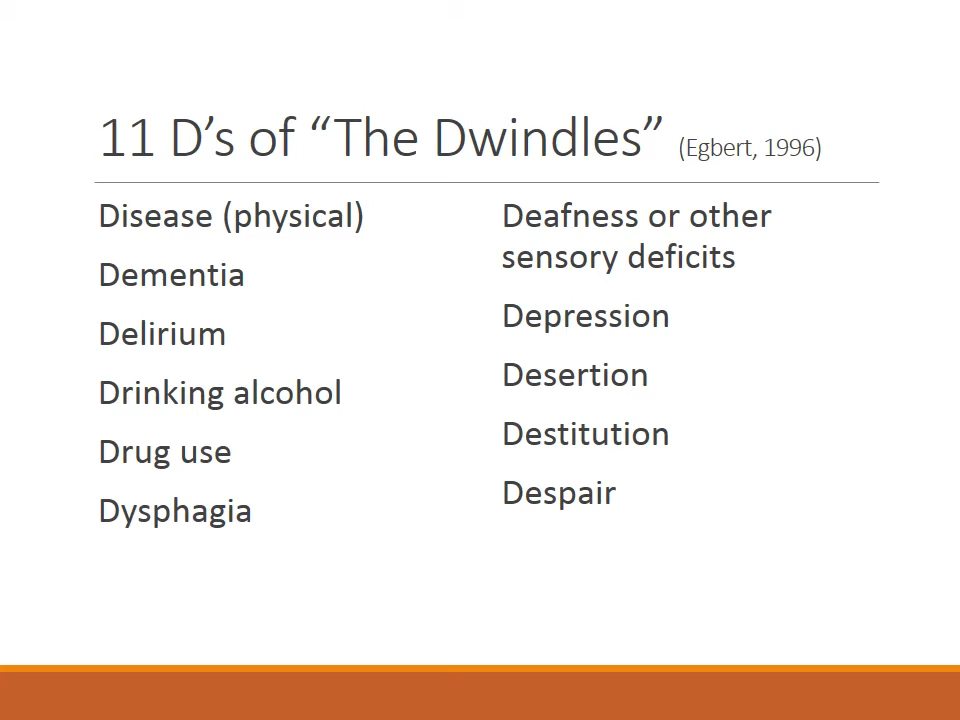 11 D’s of “The Dwindles” (Egbert, 1996)
Disease (physical)
Dementia
Delirium
Drinking alcohol
Drug use
Dysphagia
Deafness or other
sensory deficits
Depression
Desertion
Destitution
Despair